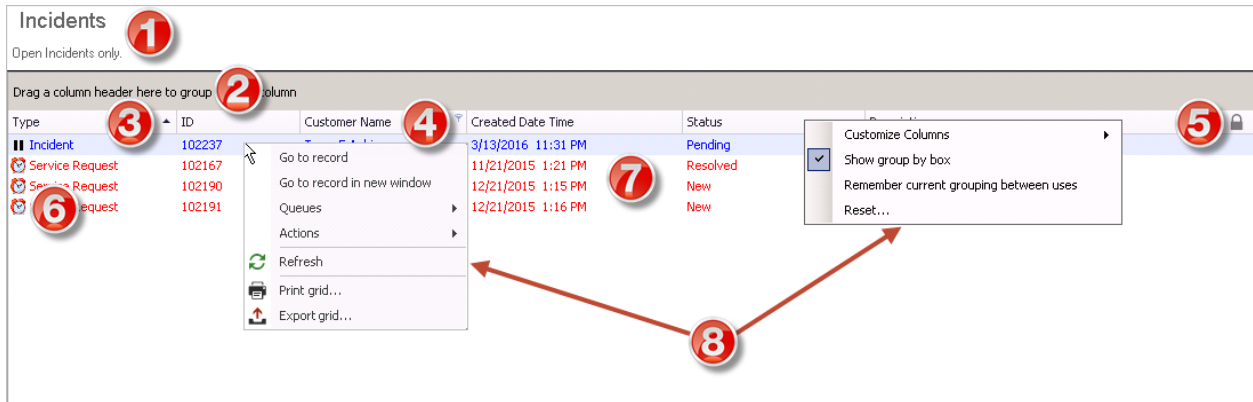 Incidents
1
Open Incidents only.
Drag a column header here to group 2 column
Type 3 ID Customer Name 4 Created Date Time Status 5
Incident 102237 3/13/2016 11:31 PM Pending
Service Request 102167 11/21/2015 1:21 PM Resolved
Service Request 102190 12/21/2015 1:15 PM New
6 102191 12/21/2015 1:16 PM New
7
Go to record
Go to record in new window
Queues
Actions
Refresh
Print grid...
Export grid...
Customize Columns
Show group by box
Remember current grouping between uses
Reset...
8